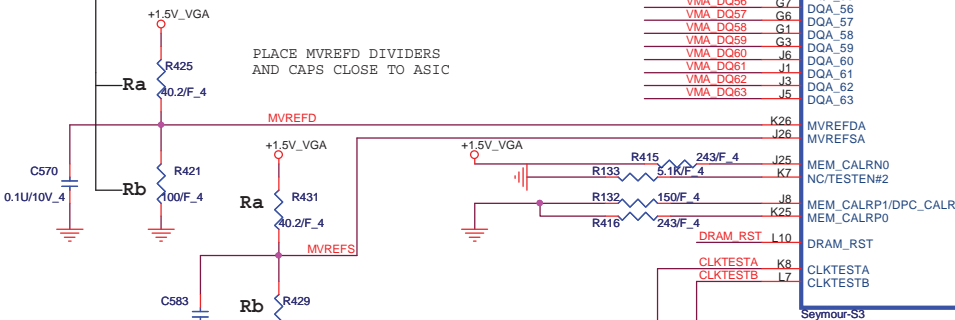 +1.5V_VGA
R425
Ra
40.2/F_4
PLACE MVREFD DIVIDERS
AND CAPS CLOSE TO ASIC
MVREFD
C570
0.1U/10V_4
R421
Rb
100/F_4
+1.5V_VGA
Ra
R431
40.2/F_4
MVREFS
C583
Rb
R429
VMA_DQ56 G7 DQA_56
VMA_DQ57 G6 DQA_57
VMA_DQ58 G1 DQA_58
VMA_DQ59 G3 DQA_59
VMA_DQ60 J6 DQA_60
VMA_DQ61 J1 DQA_61
VMA_DQ62 J3 DQA_62
VMA_DQ63 J5 DQA_63
K26 MVREFDA
J26 MVREFSA
+1.5V_VGA
R415 243/F_4 J25 MEM_CALRN0
R133 5.1K/F_4 K7 NC/TESTEN#2
R132 150/F_4 J8 MEM_CALRP1/DPC_CALR
R416 243/F_4 K25 MEM_CALRP0
DRAM_RST L10 DRAM_RST
CLKTESTA K8 CLKTESTA
CLKTESTB L7 CLKTESTB
Seymour-S3